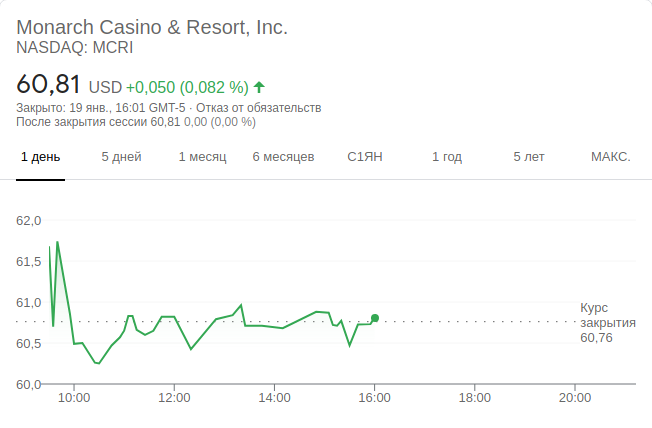 Monarch Casino & Resort, Inc.
NASDAQ: MCRI
60,81 USD +0,050 (0,082 %)
Закрыто: 19 янв., 16:01 GMT-5 · Отказ от обязательств
После закрытия сессии 60,81 0,00 (0,00 %)
1 день 5 дней 1 месяц 6 месяцев С1ЯН 1 год 5 лет МАКС.
62,0
61,5
61,0
60,5
60,0
Курс
закрытия
60,76
10:00 12:00 14:00 16:00 18:00 20:00